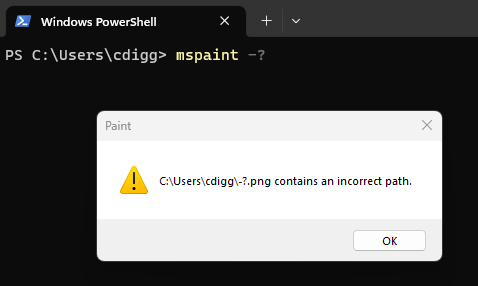 Windows PowerShell
PS C:\Users\cdigg> mspaint -?
Paint
C:\Users\cdigg\-?.png contains an incorrect path.
OK